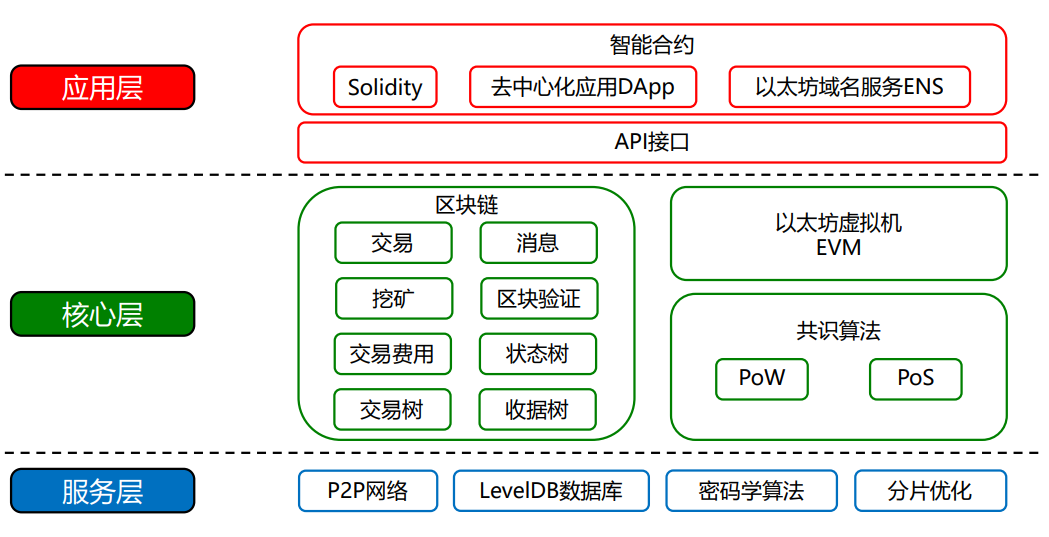 应用层
智能合约
Solidity
去中心化应用DApp
以太坊域名服务ENS
API接口
核心层
区块链
交易
消息
挖矿
区块验证
交易费用
状态树
交易树
收据树
以太坊虚拟机
EVM
共识算法
PoW
PoS
服务层
P2P网络
LevelDB数据库
密码学算法
分片优化